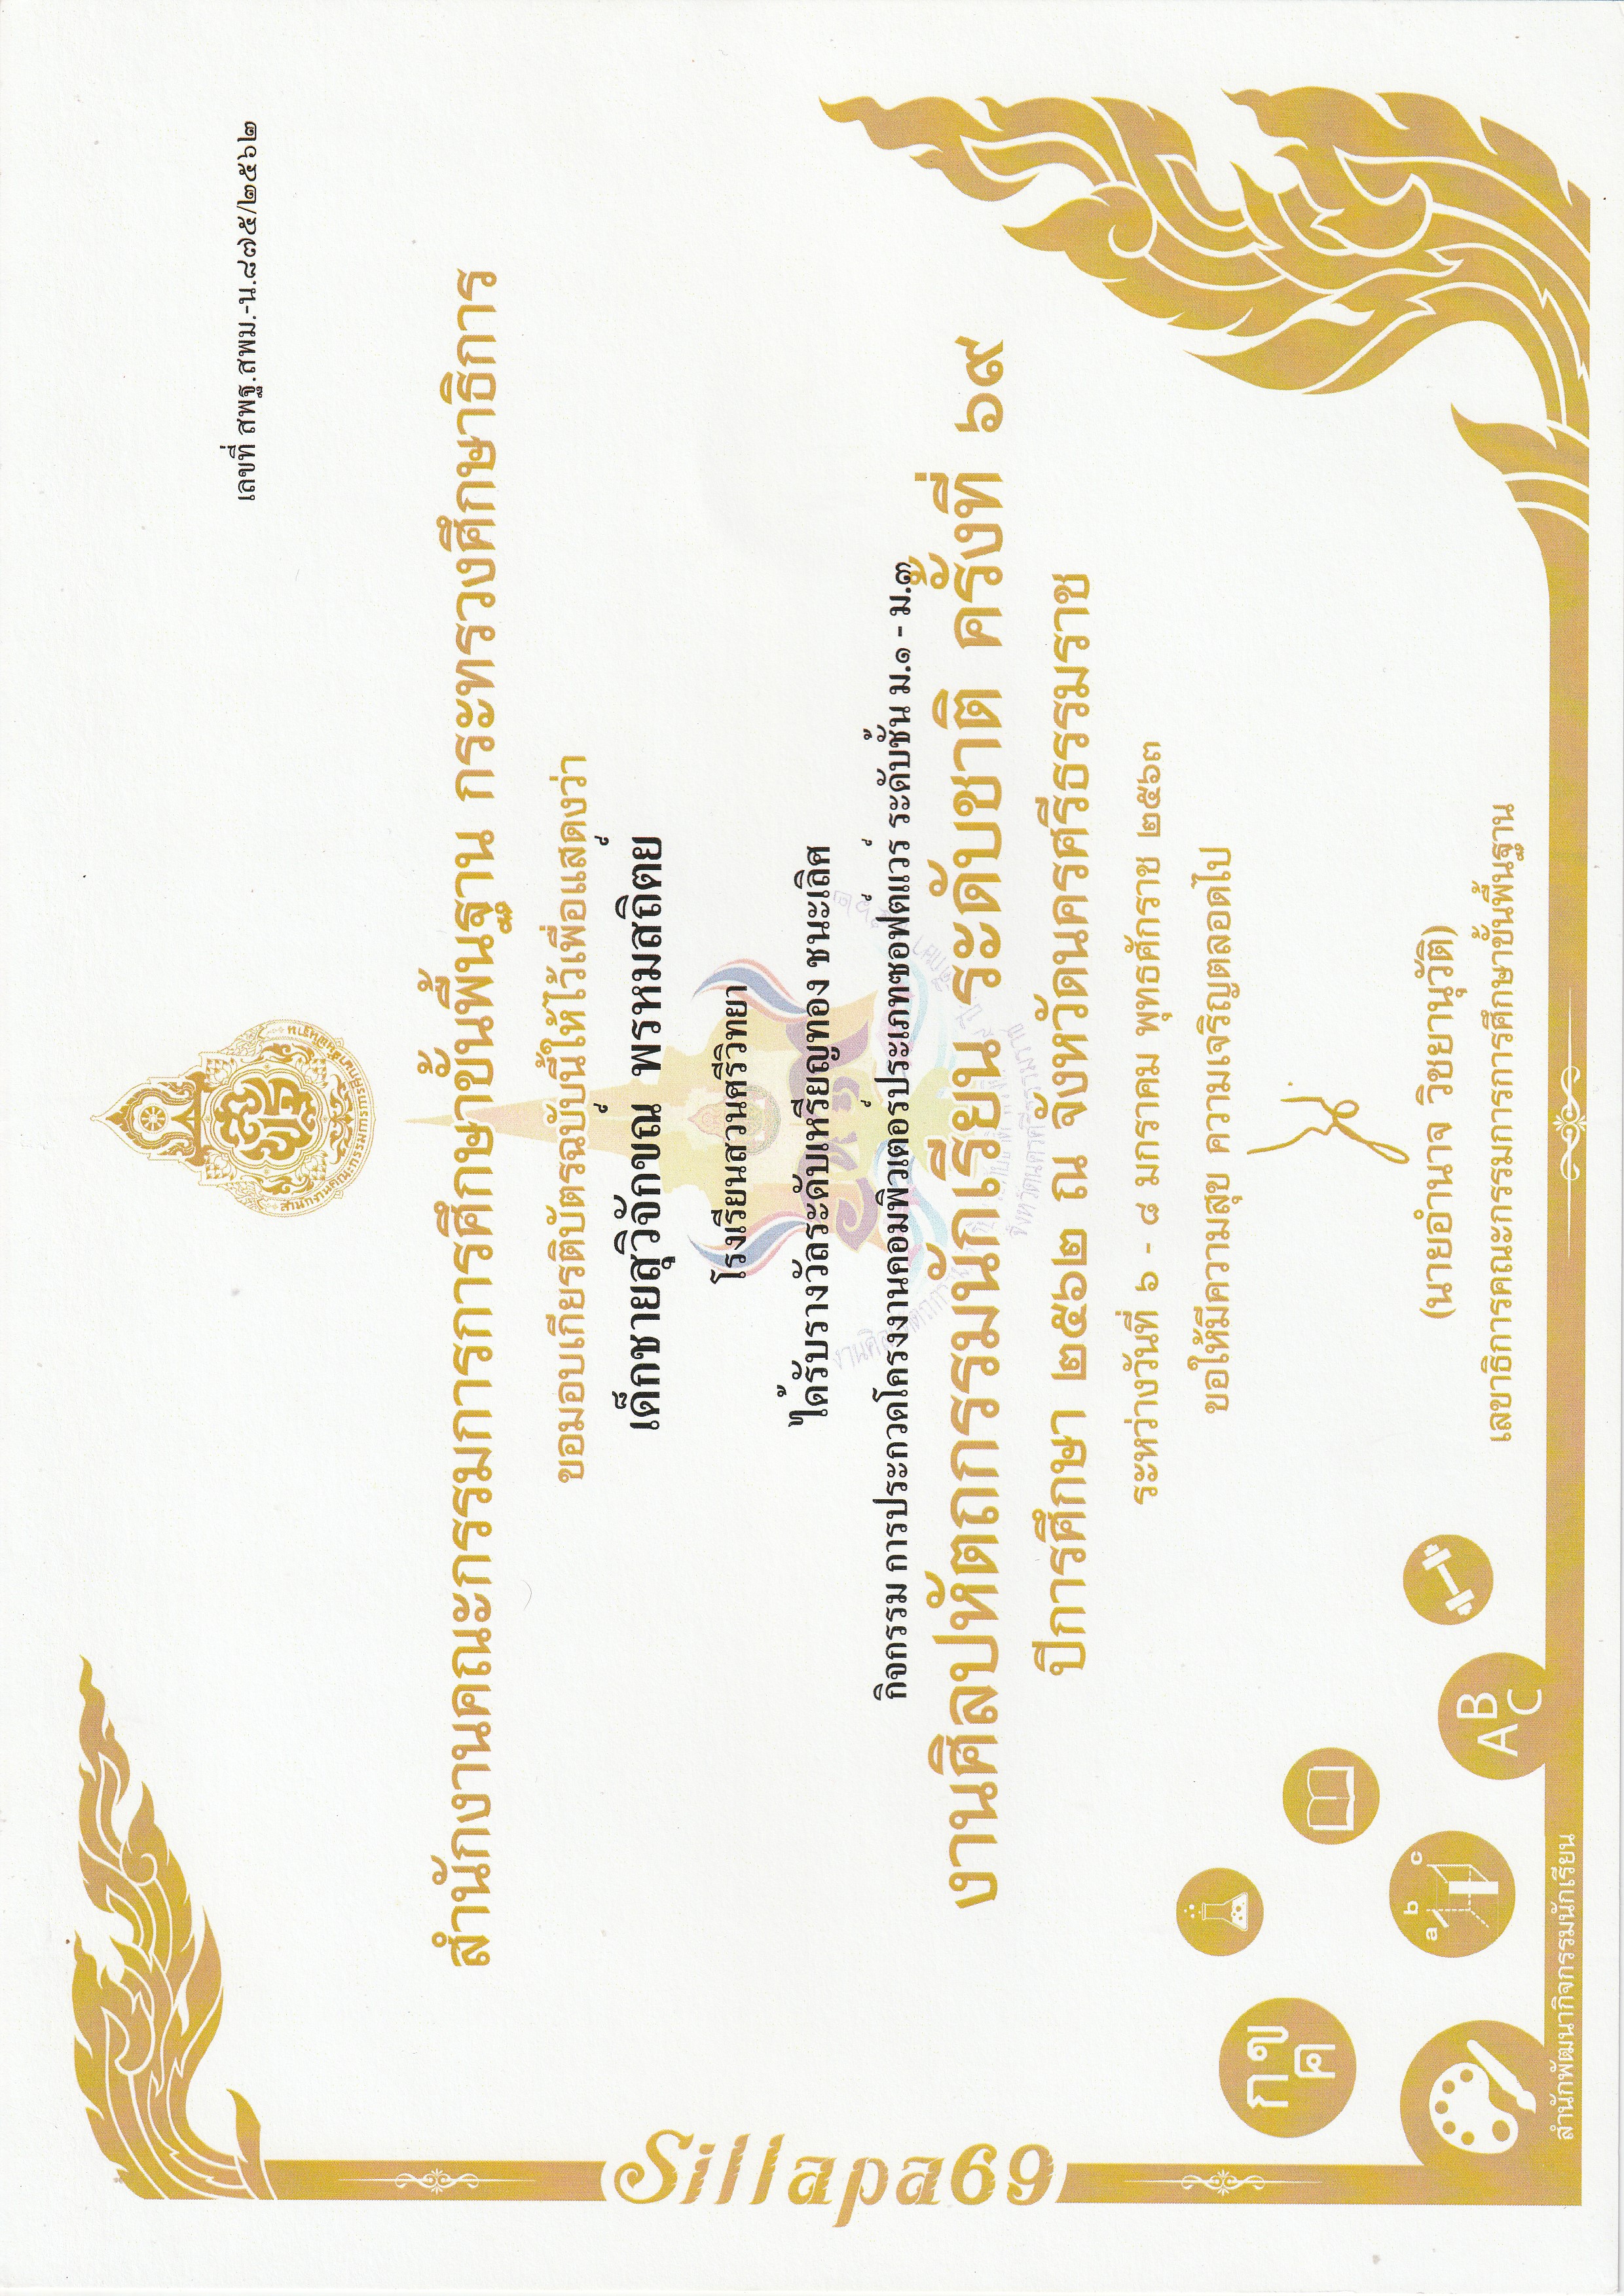 สำนักงานคณะกรรมการการศึกษาขั้นพื้นฐาน
เลขที่ สพฐ.สพม.-น.๘๗๕/๒๕๖๒
สำนักงานคณะกรรมการการศึกษาขั้นพื้นฐาน กระทรวงศึกษาธิการ
ขอมอบเกียรติบัตรฉบับนี้ให้ไว้เพื่อแสดงว่า
เด็กชายสุวิจักขณ์ พรหมสถิตย์
โรงเรียนสวนศรีวิทยา
ได้รับรางวัลระดับเหรียญทอง ชนะเลิศ
กิจกรรม การประกวดโครงงานคอมพิวเตอร์ประเภทซอฟต์แวร์ ระดับชั้น ม.๑ - ม.๓
งานศิลปหัตถกรรมนักเรียน ระดับชาติ ครั้งที่ ๖๙
จังหวัดนครศรีธรรมราช
ปีการศึกษา ๒๕๖๒ ณ จังหวัดนครศรีธรรมราช
ระหว่างวันที่ ๖ - ๘ มกราคม พุทธศักราช ๒๕๖๓
ขอให้มีความสุข ความเจริญตลอดไป
(นายอำนาจ วิชยานุวัติ)
เลขาธิการคณะกรรมการการศึกษาขั้นพื้นฐาน
Sillapa69
ก ข
ค
a b c
A B C
สำนักพัฒนากิจกรรมนักเรียน